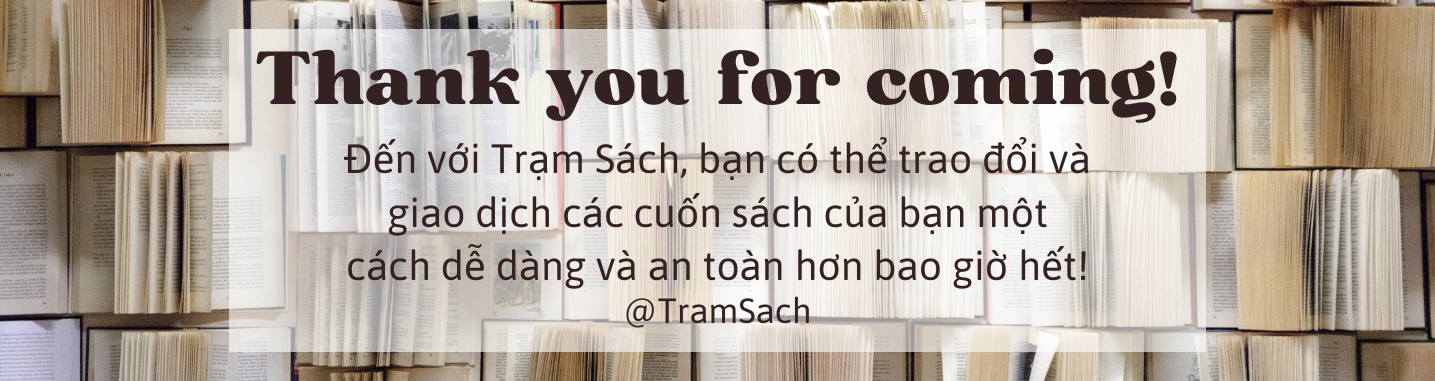 Thank you for coming!
Đến với Trạm Sách, bạn có thể trao đổi và
giao dịch các cuốn sách của bạn một
cách dễ dàng và an toàn hơn bao giờ hết!
@TramSach